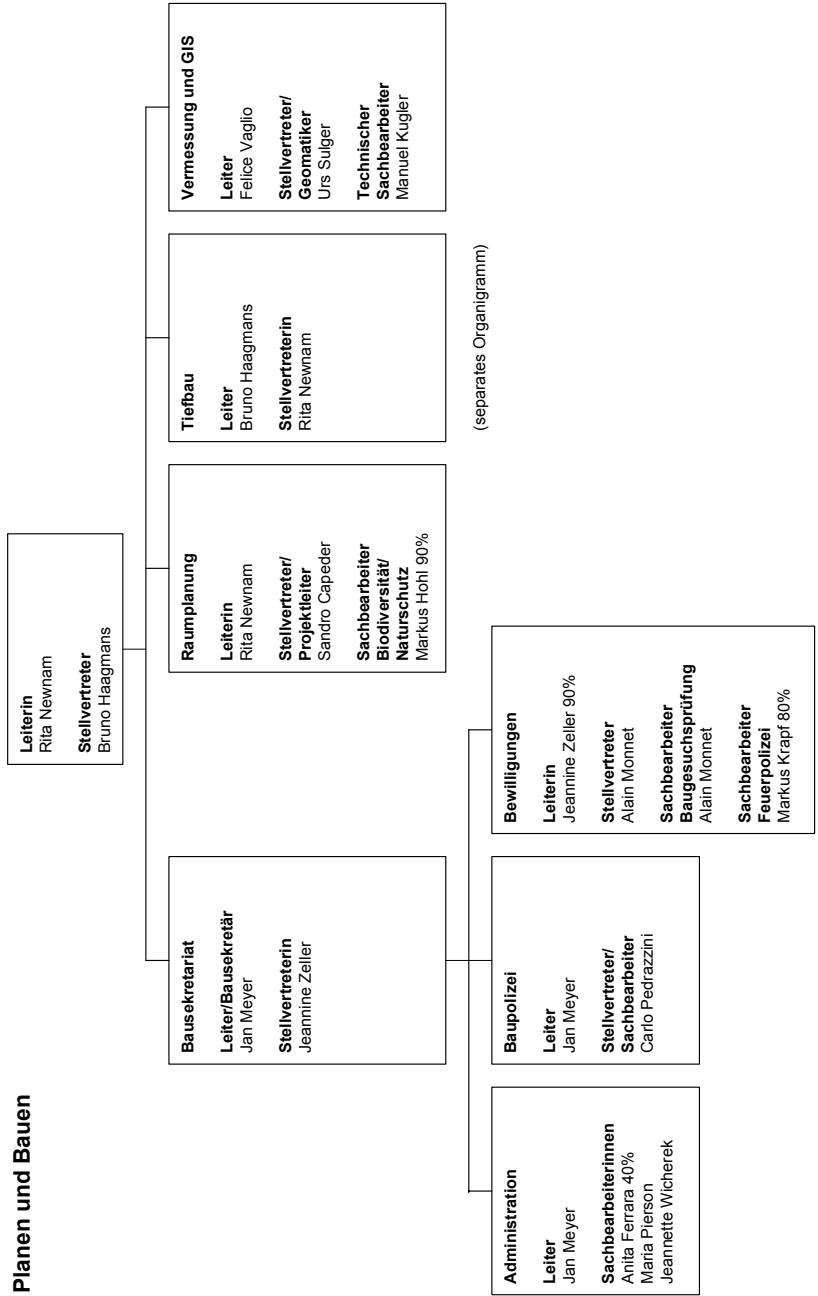 Planen und Bauen
Leiterin
Rita Newnam
Stellvertreter
Bruno Haagmans
Bausekretariat
Leiter/Bausekretär
Jan Meyer
Stellvertreterin
Jeannine Zeller
Raumplanung
Leiterin
Rita Newnam
Stellvertreter/
Projektleiter
Sandro Capeder
Sachbearbeiter
Biodiversität/
Naturschutz
Markus Hohl 90%
Tiefbau
Leiter
Bruno Haagmans
Stellvertreterin
Rita Newnam
(separates Organigramm)
Vermessung und GIS
Leiter
Felice Vaglio
Stellvertreter/
Geomatiker
Urs Sulger
Technischer
Sachbearbeiter
Manuel Kugler
Administration
Leiter
Jan Meyer
Sachbearbeiterinnen
Anita Ferrara 40%
Maria Pierson
Jeannette Wicherek
Baupolizei
Leiter
Jan Meyer
Stellvertreter/
Sachbearbeiter
Carlo Pedrazzini
Bewilligungen
Leiterin
Jeannine Zeller 90%
Stellvertreter
Alain Monnet
Sachbearbeiter
Baugesuchsprüfung
Alain Monnet
Sachbearbeiter
Feuerpolizei
Markus Krapf 80%